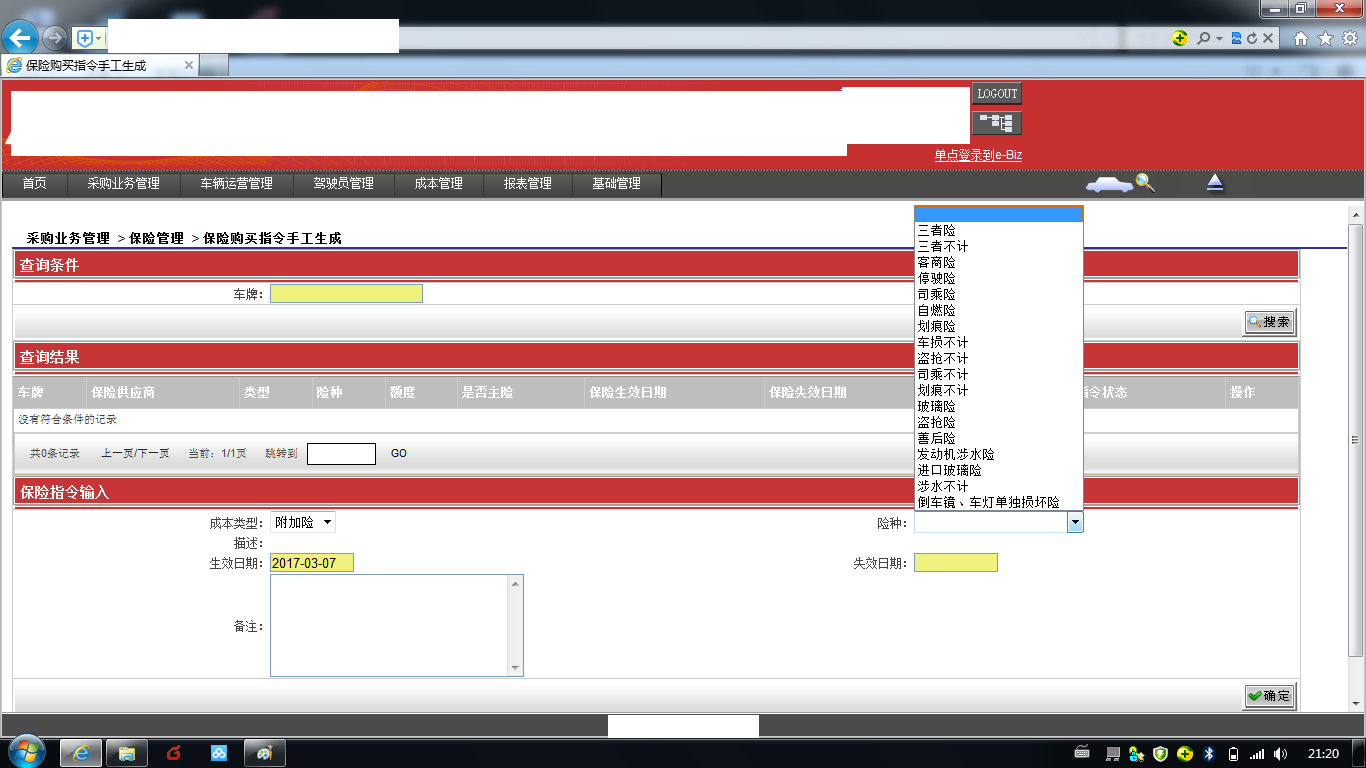 保险购买指令手工生成
LOGOUT
单点登录到e-Biz
首页 采购业务管理 车辆运营管理 驾驶员管理 成本管理 报表管理 基础管理
采购业务管理 >保险管理 >保险购买指令手工生成
查询条件
车牌:
搜索
查询结果
车牌 保险供应商 类型 险种 额度 是否主险 保险生效日期 保险失效日期 指令状态 操作
没有符合条件的记录
共0条记录 上一页/下一页 当前: 1/1页 跳转到 GO
保险指令输入
成本类型: 附加险 险种:
三者险
三者不计
客商险
停驶险
司乘险
自燃险
划痕险
车损不计
盗抢不计
司乘不计
划痕不计
玻璃险
盗抢险
善后险
发动机涉水险
进口玻璃险
涉水不计
倒车镜、车灯单独损坏险
描述:
生效日期: 2017-03-07 失效日期:
备注:
确定
21:20